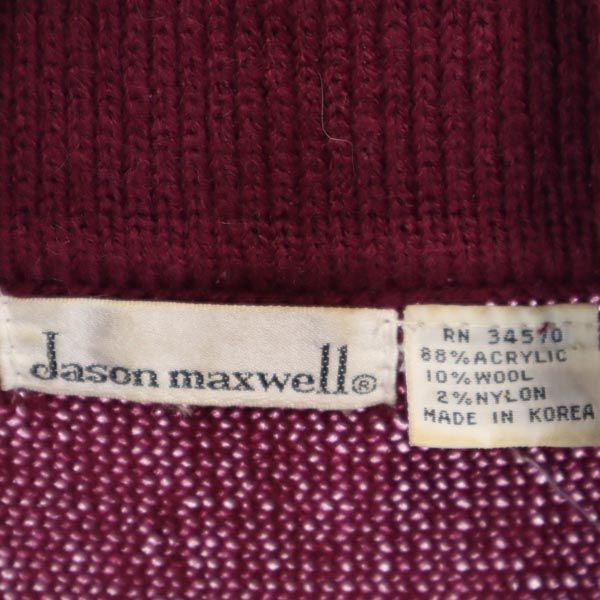 Jason maxwell®
RN 34570
88% ACRYLIC
10% WOOL
2% NYLON
MADE IN KOREA